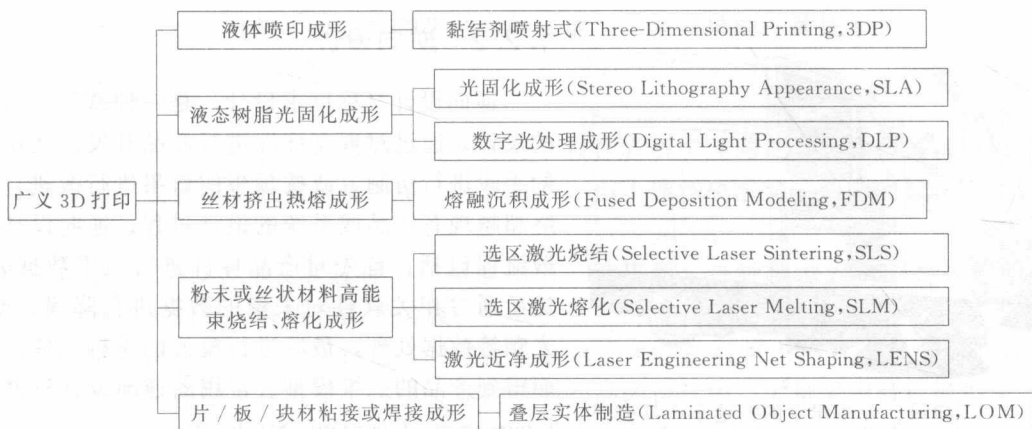 液体喷印成形
黏结剂喷射式(Three-Dimensional Printing,3DP)
液态树脂光固化成形
光固化成形(Stereo Lithography Appearance,SLA)
数字光处理成形(Digital Light Processing,DLP)
广义 3D 打印
丝材挤出热熔成形
熔融沉积成形(Fused Deposition Modeling,FDM)
粉末或丝状材料高能
束烧结、熔化成形
选区激光烧结(Selective Laser Sintering,SLS)
选区激光熔化(Selective Laser Melting,SLM)
激光近净成形(Laser Engineering Net Shaping,LENS)
片/板/块材粘接或焊接成形
叠层实体制造(Laminated Object Manufacturing,LOM)